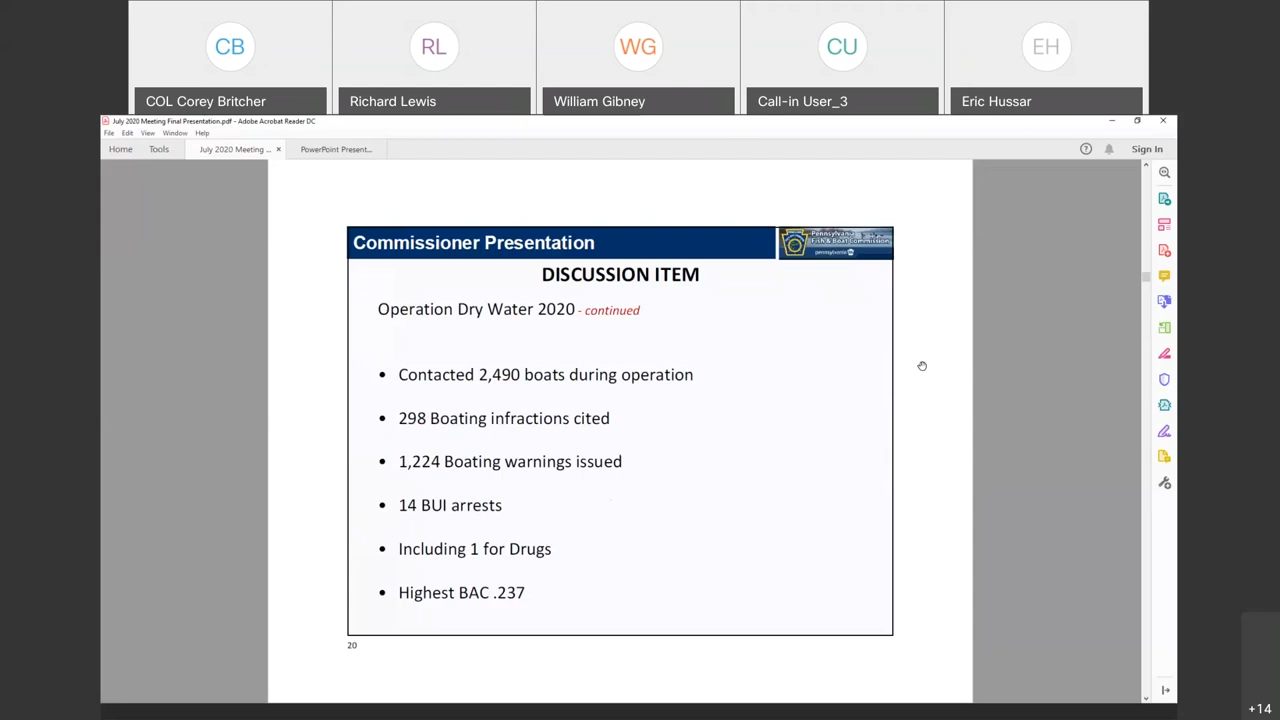 CB
RL
WG
CU
EH
COL Corey Britcher
Richard Lewis
William Gibney
Call-in User_3
Eric Hussar
July 2020 Meeting Final Presentation.pdf - Adobe Acrobat Reader DC
File Edit View Window Help
Home Tools July 2020 Meeting ... × PowerPoint Present... Sign In
Commissioner Presentation
Pennsylvania
Fish & Boat Commission
pennsylvania
DISCUSSION ITEM
Operation Dry Water 2020 - continued
• Contacted 2,490 boats during operation
• 298 Boating infractions cited
• 1,224 Boating warnings issued
• 14 BUI arrests
• Including 1 for Drugs
• Highest BAC .237
20
+14